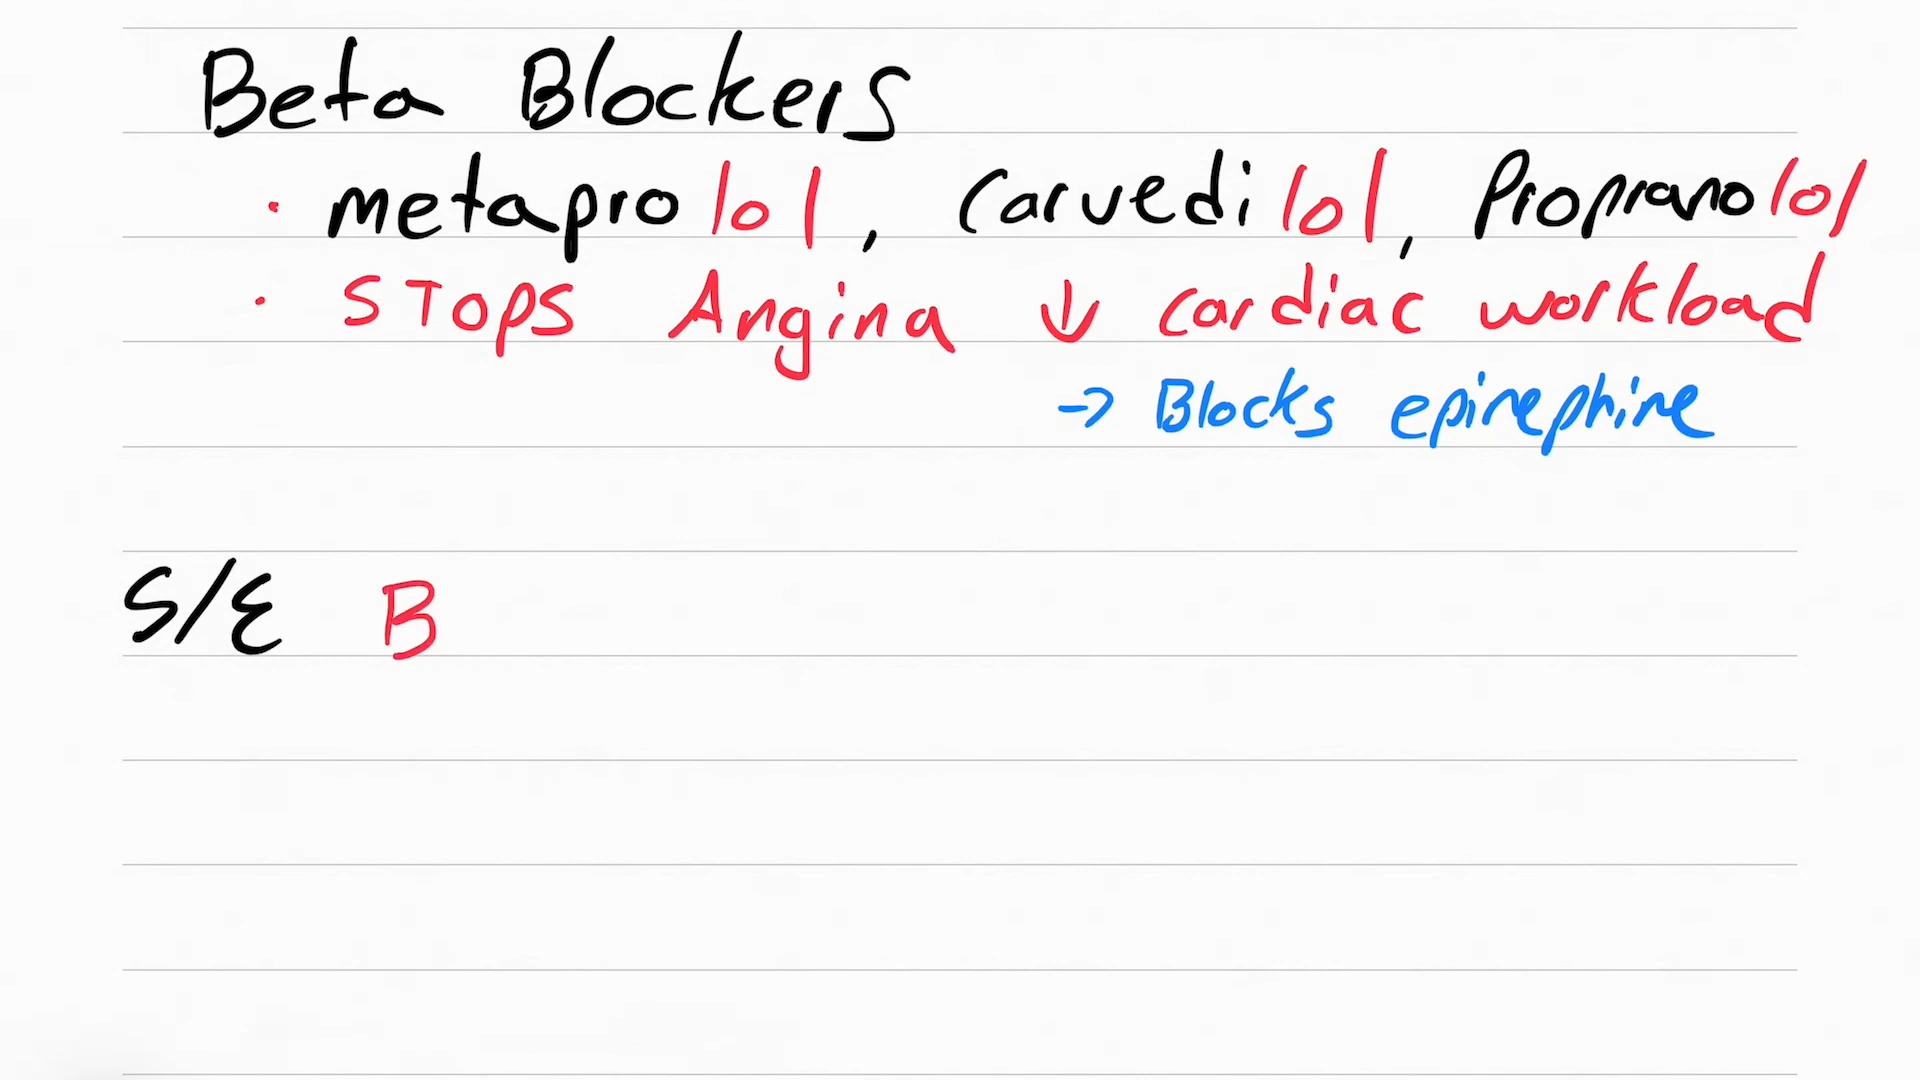 Beta Blockers
· metaprolol, Carvedilol, Propranolol
· STOPS Angina ↓ cardiac workload
→ Blocks epinephine
S/E B